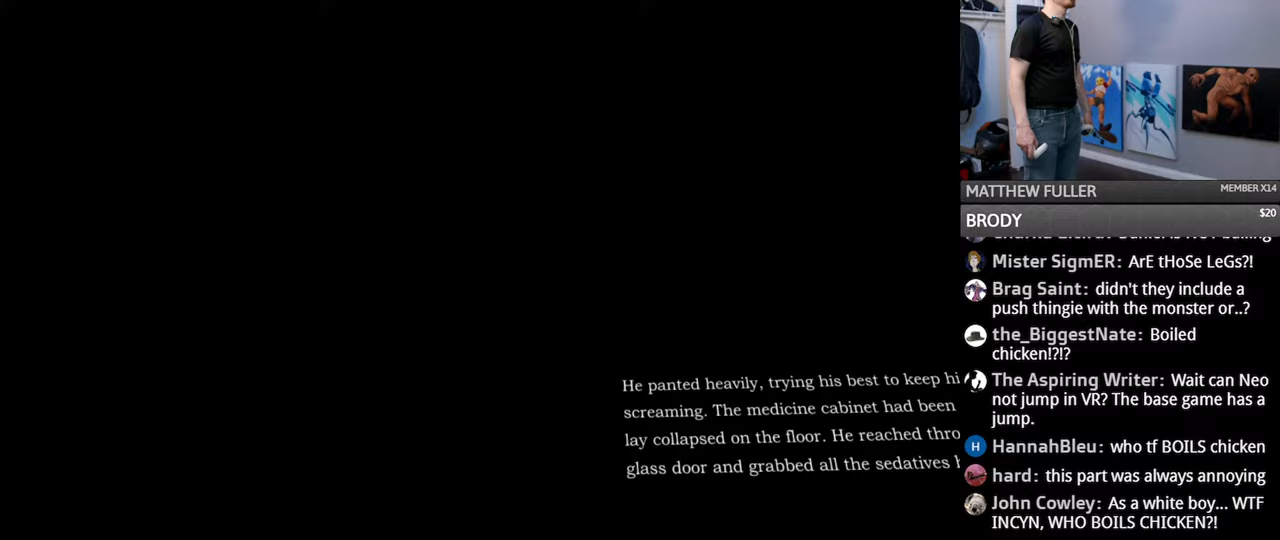 He panted heavily, trying his best to keep
screaming. The medicine cabinet had been
lay collapsed on the floor. He reached
glass door and grabbed all the sedatives
MATTHEW FULLER
MEMBER X14
BRODY
$20
Mister SigmER: ArE tHoSe LeGs?!
Brag Saint: didn't they include a
push thingie with the monster or..?
the_BiggestNate: Boiled
chicken!?!?
The Aspiring Writer: Wait can Neo
not jump in VR? The base game has a
jump.
H HannahBleu: who tf BOILS chicken
hard: this part was always annoying
John Cowley: As a white boy... WTF
INCYN, WHO BOILS CHICKEN?!